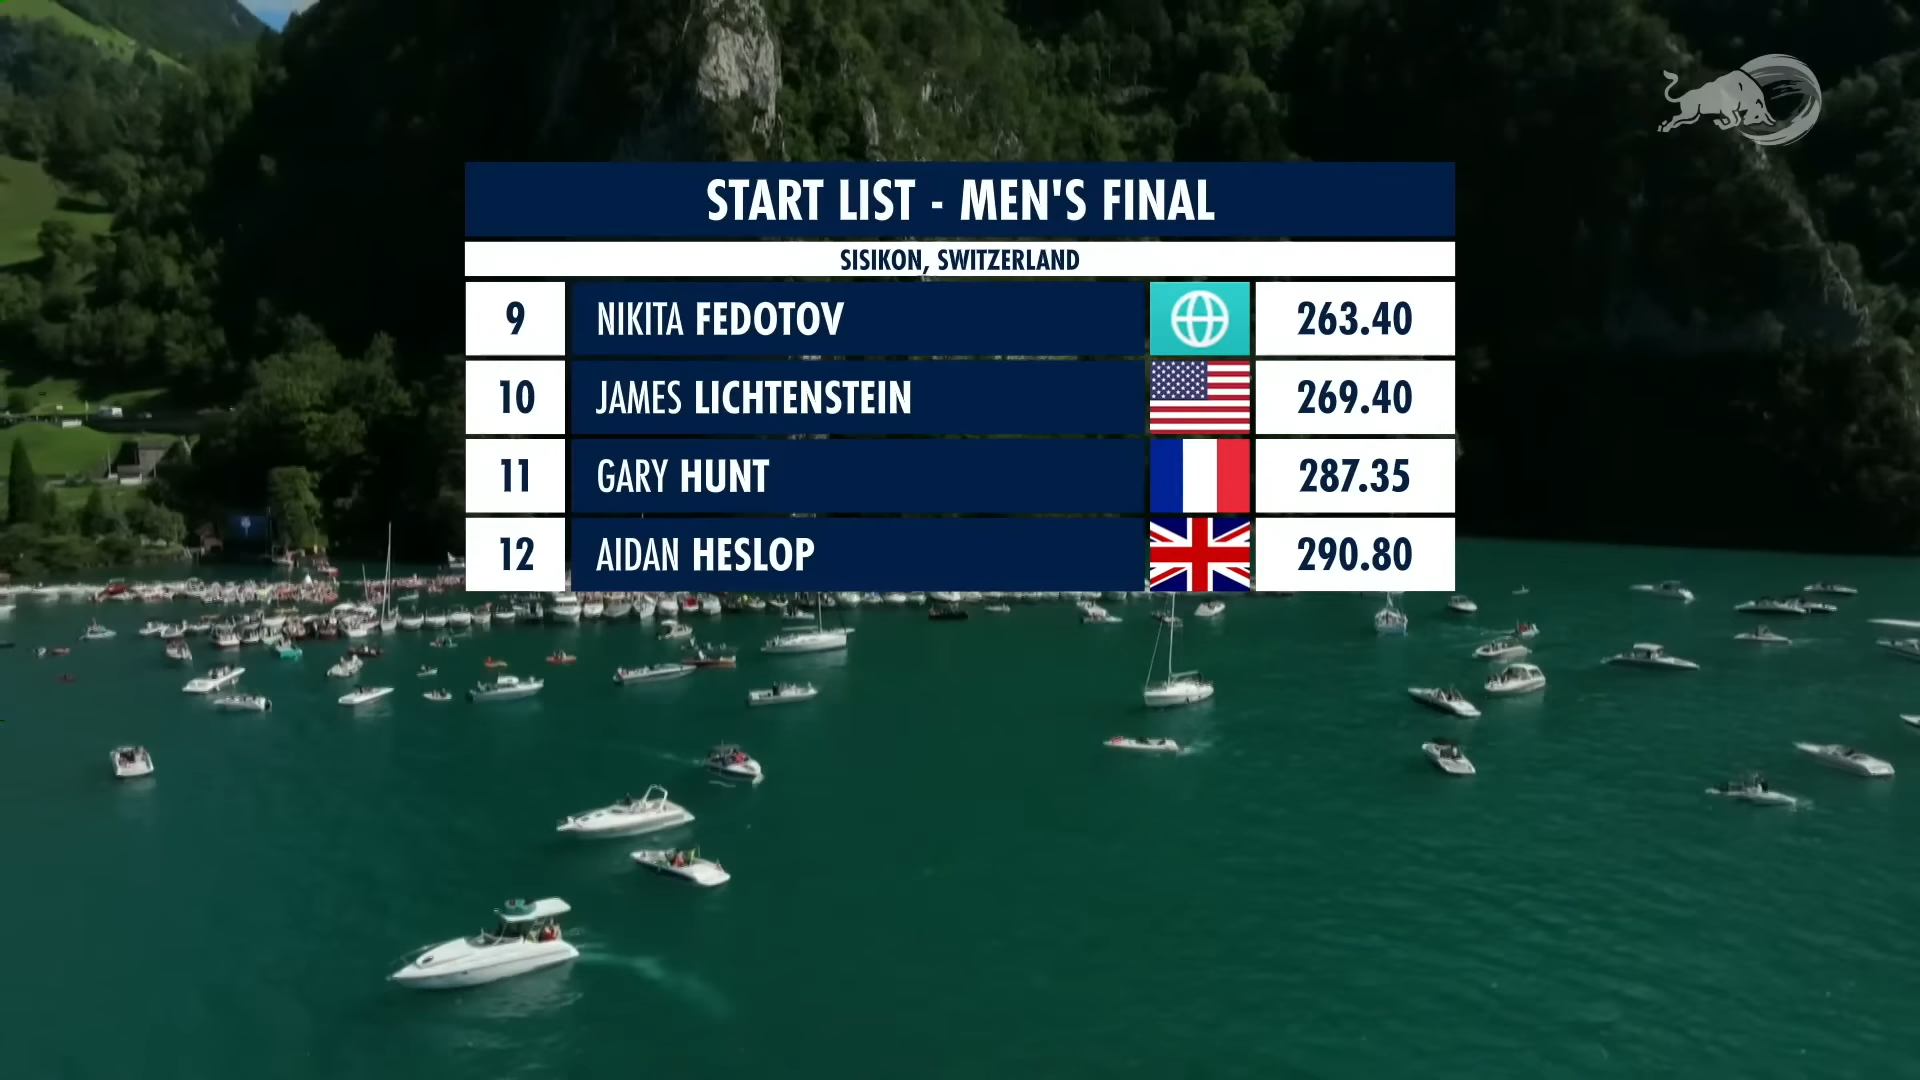 START LIST - MEN'S FINAL
SISIKON, SWITZERLAND
9 NIKITA FEDOTOV 263.40
10 JAMES LICHTENSTEIN 269.40
11 GARY HUNT 287.35
12 AIDAN HESLOP 290.80